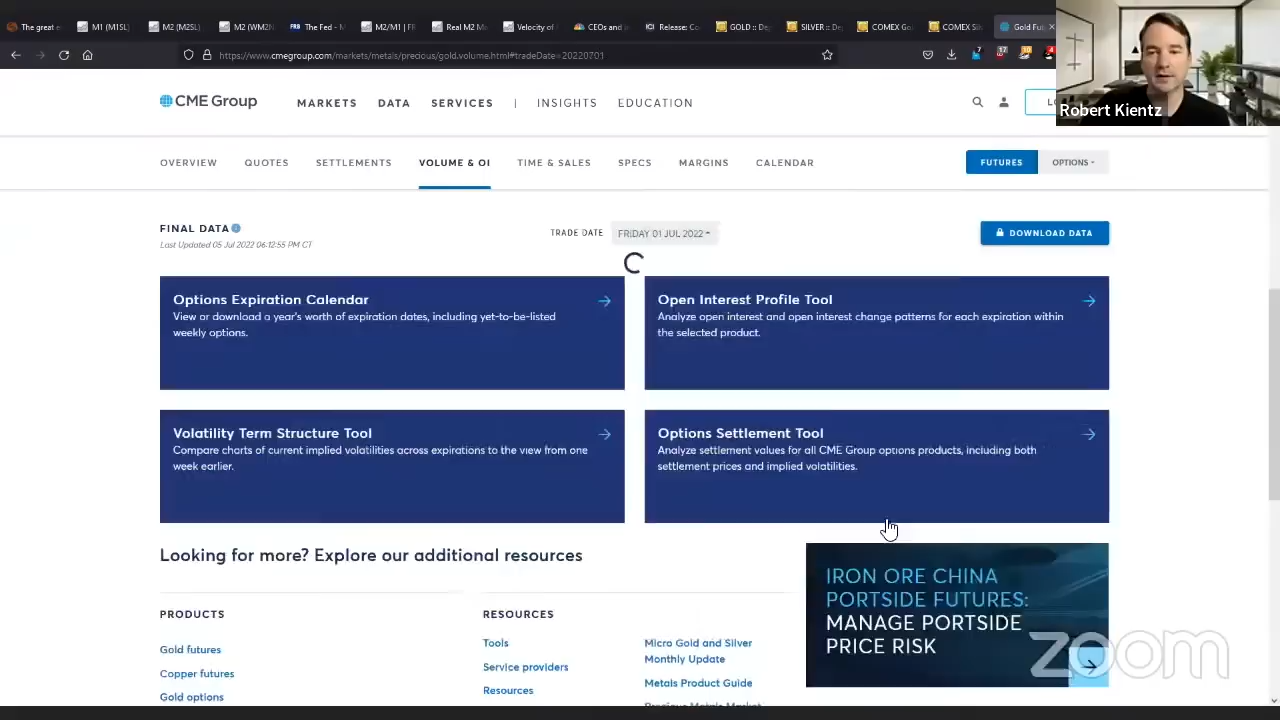 The great s
M1 (M1SL)
M2 (M2SL)
M2 (WM2N
The Fed - M
M2/M1 | FR
Real M2 Mo
Velocity of
CEOs and i
Release: Co
GOLD :: De
SILVER :: De
COMEX Go
COMEX Silv
Gold Fut
https://www.cmegroup.com/markets/metals/precious/gold.volume.html#tradeDate=20220701
CME Group
MARKETS DATA SERVICES | INSIGHTS EDUCATION
LO
Robert Kientz
OVERVIEW QUOTES SETTLEMENTS VOLUME & OI TIME & SALES SPECS MARGINS CALENDAR
FUTURES OPTIONS
FINAL DATA
Last Updated 05 Jul 2022 06:12:55 PM CT
TRADE DATE FRIDAY 01 JUL 2022
DOWNLOAD DATA
Options Expiration Calendar
View or download a year's worth of expiration dates, including yet-to-be-listed
weekly options.
Open Interest Profile Tool
Analyze open interest and open interest change patterns for each expiration within
the selected product.
Volatility Term Structure Tool
Compare charts of current implied volatilities across expirations to the view from one
week earlier.
Options Settlement Tool
Analyze settlement values for all CME Group options products, including both
settlement prices and implied volatilities.
Looking for more? Explore our additional resources
PRODUCTS
Gold futures
Copper futures
Gold options
RESOURCES
Tools
Service providers
Resources
Micro Gold and Silver
Monthly Update
Metals Product Guide
Precious Metals Market
IRON ORE CHINA
PORTSIDE FUTURES:
MANAGE PORTSIDE
PRICE RISK
zoom